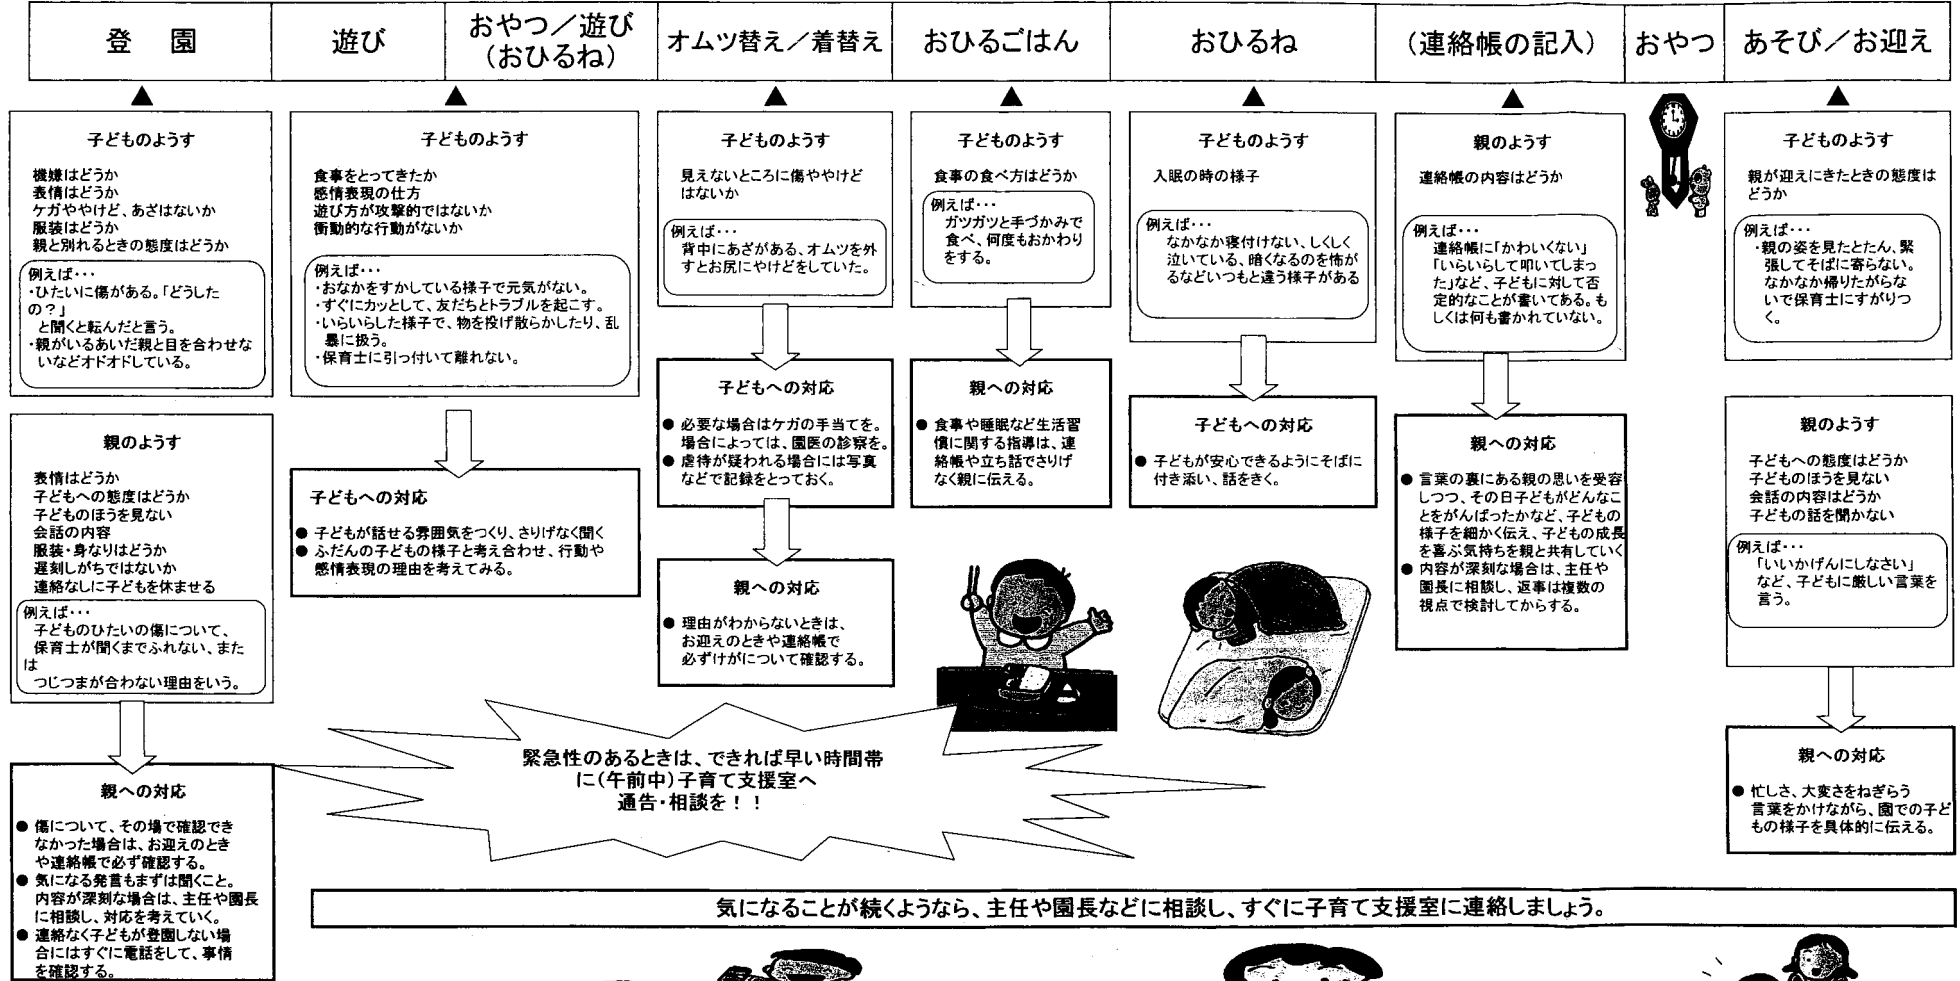 登 園
遊び
おやつ／遊び
(おひるね)
オムツ替え／着替え
おひるごはん
おひるね
(連絡帳の記入)
おやつ
あそび／お迎え
子どものようす
機嫌はどうか
表情はどうか
ケガややけど、あざはないか
服装はどうか
親と別れるときの態度はどうか
例えば･･･
･ひたいに傷がある。「どうした
の？」
と聞くと転んだと言う。
･親がいるあいだ親と目を合わせな
いなどオドオドしている。
親のようす
表情はどうか
子どもへの態度はどうか
子どものほうを見ない
会話の内容
服装･身なりはどうか
遅刻しがちではないか
連絡なしに子どもを休ませる
例えば･･･
子どものひたいの傷について、
保育士が聞くまでふれない、また
は
つじつまが合わない理由をいう。
親への対応
● 傷について、その場で確認でき
なかった場合は、お迎えのとき
や連絡帳で必ず確認する。
● 気になる発言もまずは聞くこと。
内容が深刻な場合は、主任や園長
に相談し、対応を考えていく。
● 連絡なく子どもが登園しない場
合にはすぐに電話をして、事情
を確認する。
子どものようす
食事をとってきたか
感情表現の仕方
遊び方が攻撃的ではないか
衝動的な行動がないか
例えば･･･
･おなかをすかしている様子で元気がない。
･すぐにカッとして、友だちとトラブルを起こす。
･いらいらした様子で、物を投げ散らかしたり、乱
暴に扱う。
･保育士に引っ付いて離れない。
子どもへの対応
● 子どもが話せる雰囲気をつくり、さりげなく聞く
● ふだんの子どもの様子と考え合わせ、行動や
感情表現の理由を考えてみる。
子どものようす
見えないところに傷ややけど
はないか
例えば･･･
背中にあざがある、オムツを外
すとお尻にやけどをしていた。
子どもへの対応
● 必要な場合はケガの手当てを。
場合によっては、園医の診察を。
● 虐待が疑われる場合には写真
などで記録をとっておく。
親への対応
● 理由がわからないときは、
お迎えのときや連絡帳で
必ずけがについて確認する。
子どものようす
食事の食べ方はどうか
例えば･･･
ガツガツと手づかみで
食べ、何度もおかわり
をする。
親への対応
● 食事や睡眠など生活習
慣に関する指導は、連
絡帳や立ち話でさりげ
なく親に伝える。
子どものようす
入眠の時の様子
例えば･･･
なかなか寝付けない、しくしく
泣いている、暗くなるのを怖が
るなどいつもと違う様子がある
子どもへの対応
● 子どもが安心できるようにそばに
付き添い、話をきく。
親のようす
連絡帳の内容はどうか
例えば･･･
連絡帳に「かわいくない」
「いらいらして叩いてしまっ
た」など、子どもに対して否
定的なことが書いてある。も
しくは何も書かれていない。
親への対応
● 言葉の裏にある親の思いを受容
しつつ、その日子どもがどんなこ
とをがんばったかなど、子どもの
様子を細かく伝え、子どもの成長
を喜ぶ気持ちを親と共有していく
● 内容が深刻な場合は、主任や
園長に相談し、返事は複数の
視点で検討してからする。
子どものようす
親が迎えにきたときの態度は
どうか
例えば･･･
･親の姿を見たとたん、緊
張してそばに寄らない。
なかなか帰りたがらな
いで保育士にすがりつ
く。
親のようす
子どもへの態度はどうか
子どものほうを見ない
会話の内容はどうか
子どもの話を聞かない
例えば･･･
「いいかげんにしなさい」
など、子どもに厳しい言葉を
言う。
親への対応
● 忙しさ、大変さをねぎらう
言葉をかけながら、園での子ど
もの様子を具体的に伝える。
緊急性のあるときは、できれば早い時間帯
に(午前中)子育て支援室へ
通告･相談を！！
気になることが続くようなら、主任や園長などに相談し、すぐに子育て支援室に連絡しましょう。